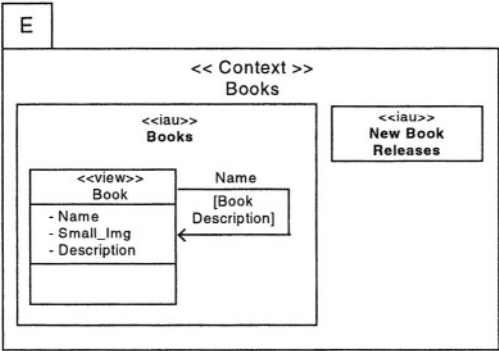 E
<< Context >>
Books
<<iau>>
Books
<<view>>
Book
- Name
- Small_Img
- Description
Name
[Book
Description]
<<iau>>
New Book
Releases